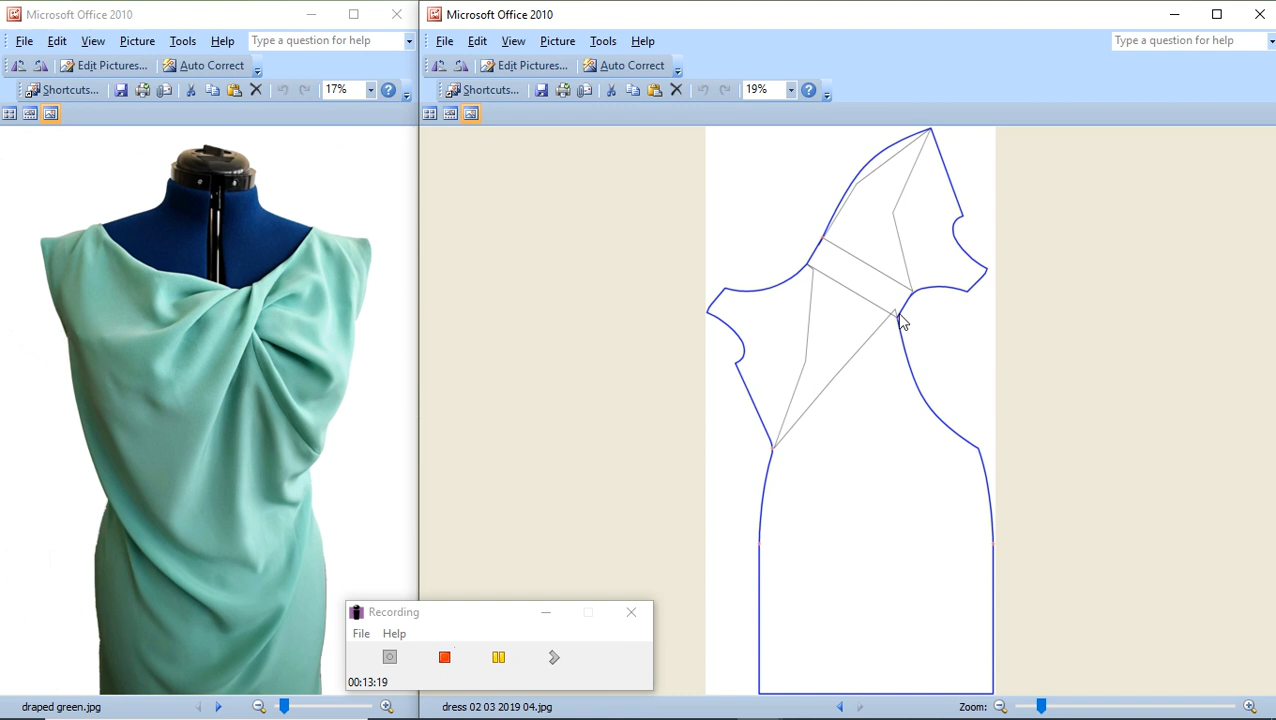 Microsoft Office 2010
File Edit View Picture Tools Help Type a question for help
Edit Pictures... Auto Correct
Shortcuts... 17%
draped green.jpg
Microsoft Office 2010
File Edit View Picture Tools Help Type a question for help
Edit Pictures... Auto Correct
Shortcuts... 19%
dress 02 03 2019 04.jpg Zoom:
Recording
File Help
00:13:19